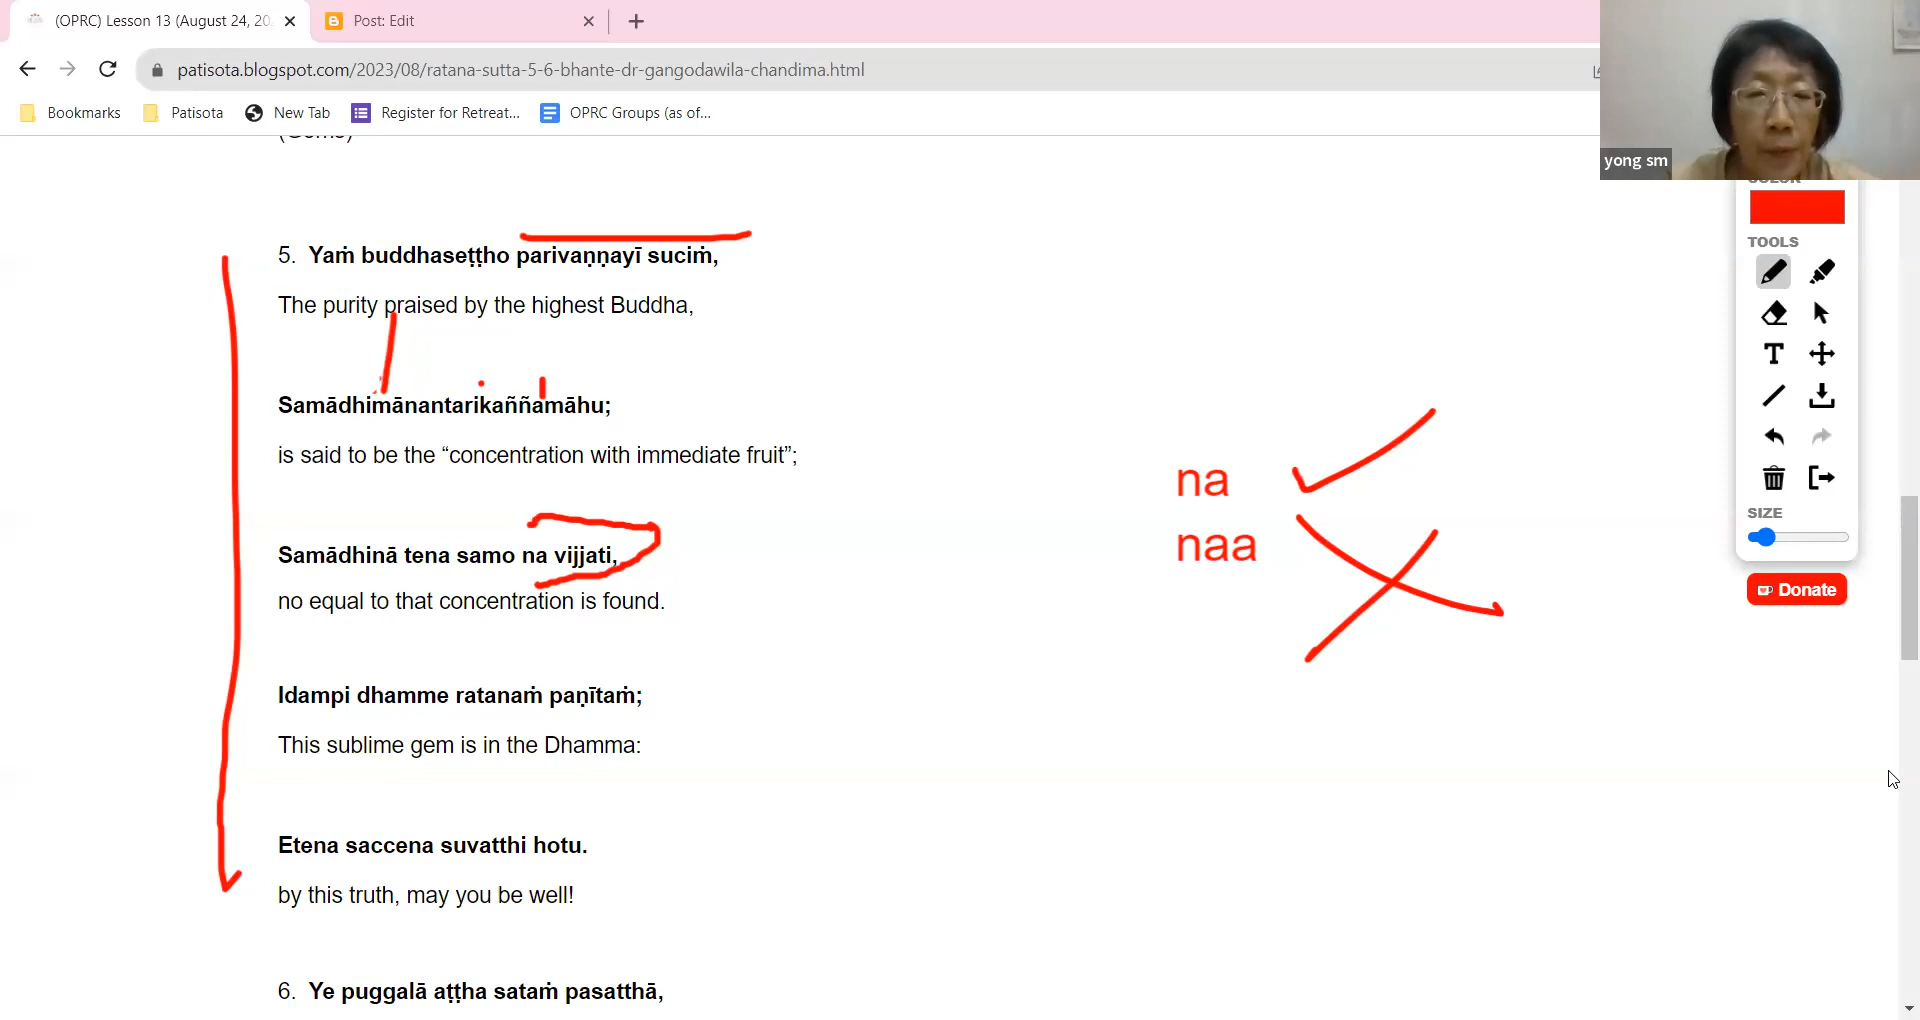 (OPRC) Lesson 13 (August 24, 20
Post: Edit
patisota.blogspot.com/2023/08/ratana-sutta-5-6-bhante-dr-gangodawila-chandima.html
Bookmarks
Patisota
New Tab
Register for Retreat...
OPRC Groups (as of...
yong sm
COLOR
TOOLS
SIZE
Donate
5. Yaṁ buddhaseṭṭho parivaṇṇayī suciṁ,
The purity praised by the highest Buddha,
Samādhimānantarikaññamāhu;
is said to be the “concentration with immediate fruit”;
Samādhinā tena samo na vijjati,
no equal to that concentration is found.
na
naa
Idampi dhamme ratanaṁ paṇītaṁ;
This sublime gem is in the Dhamma:
Etena saccena suvatthi hotu.
by this truth, may you be well!
6. Ye puggalā aṭṭha sataṁ pasatthā,